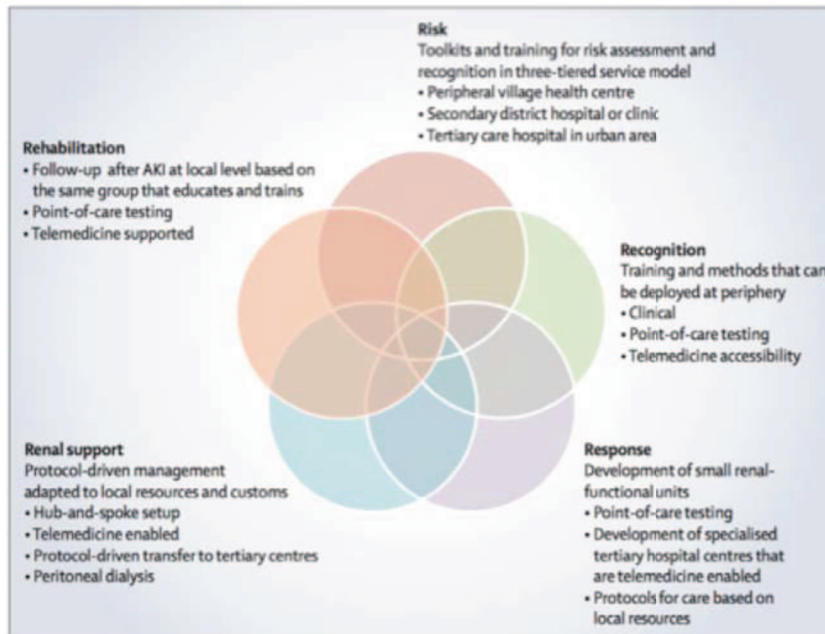 Risk
Toolkits and training for risk assessment and
recognition in three-tiered service model
• Peripheral village health centre
• Secondary district hospital or clinic
• Tertiary care hospital in urban area
Rehabilitation
• Follow-up after AKI at local level based on
the same group that educates and trains
• Point-of-care testing
• Telemedicine supported
Recognition
Training and methods that can
be deployed at periphery
• Clinical
• Point-of-care testing
• Telemedicine accessibility
Renal support
Protocol-driven management
adapted to local resources and customs
• Hub-and-spoke setup
• Telemedicine enabled
• Protocol-driven transfer to tertiary centres
• Peritoneal dialysis
Response
Development of small renal-
functional units
• Point-of-care testing
• Development of specialised
tertiary hospital centres that
are telemedicine enabled
• Protocols for care based on
local resources